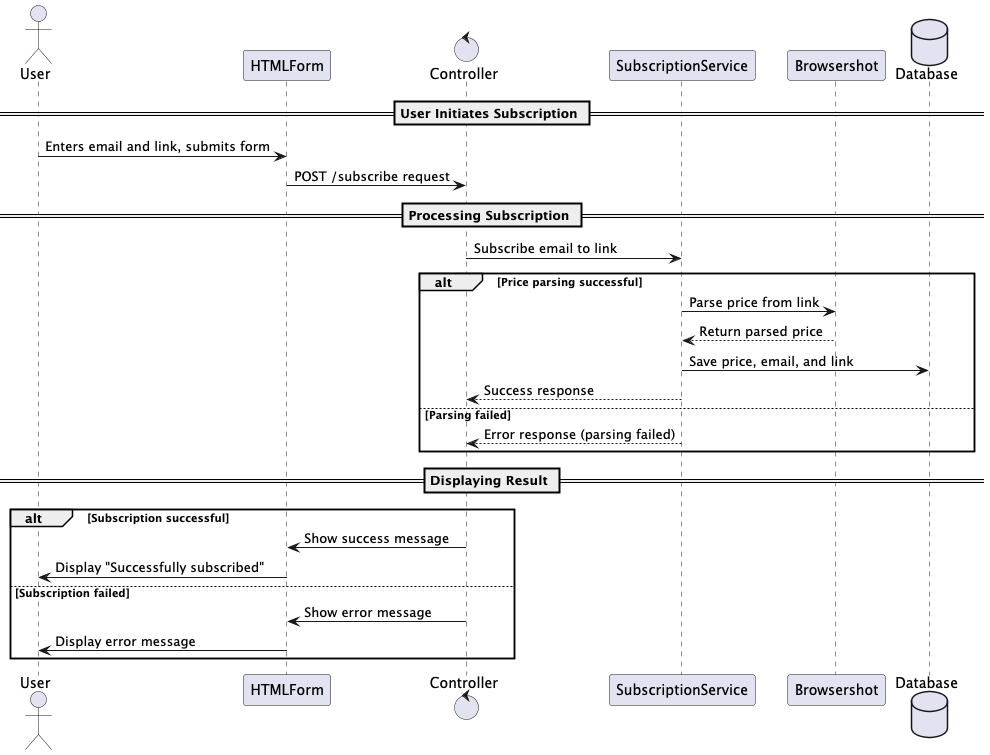 User
HTMLForm
Controller
SubscriptionService
Browsershot
Database
User Initiates Subscription
Enters email and link, submits form
POST /subscribe request
Processing Subscription
Subscribe email to link
alt
[Price parsing successful]
Parse price from link
Return parsed price
Save price, email, and link
Success response
[Parsing failed]
Error response (parsing failed)
Displaying Result
alt
[Subscription successful]
Show success message
Display "Successfully subscribed"
[Subscription failed]
Show error message
Display error message
User
HTMLForm
Controller
SubscriptionService
Browsershot
Database